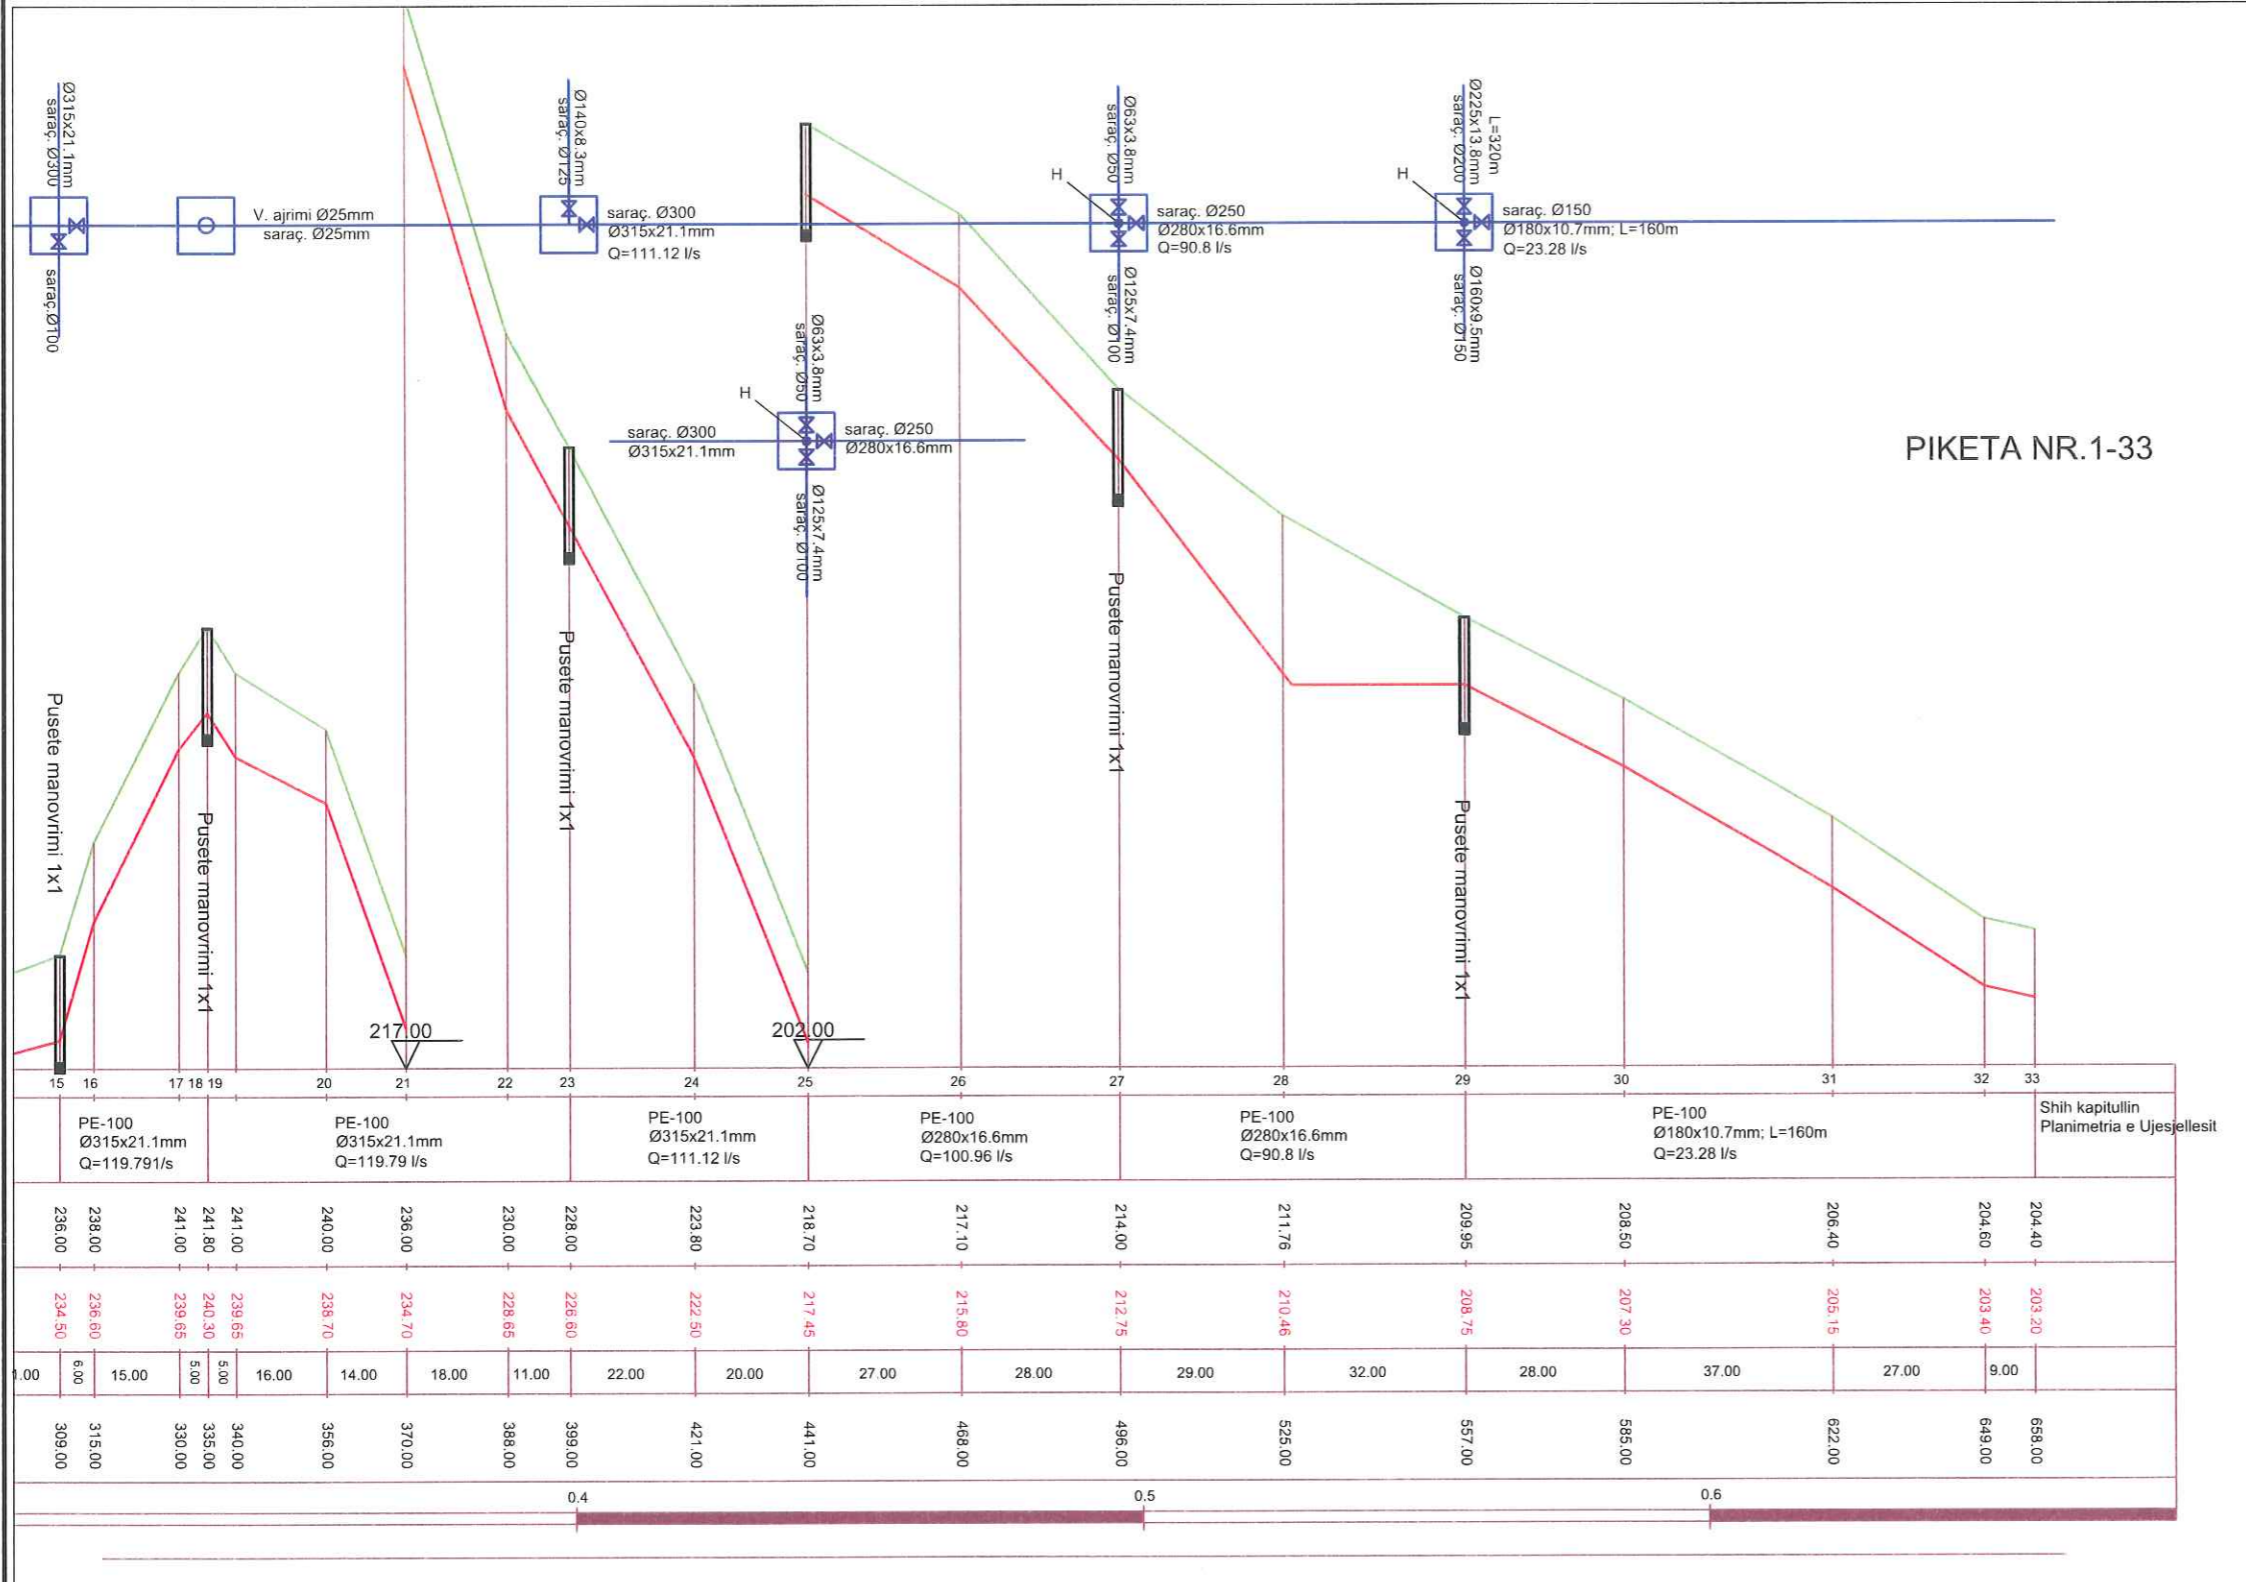 Ø315x21.1mm
saraç. Ø300
saraç.Ø100
V. ajrimi Ø25mm
saraç. Ø25mm
Ø140x8.3mm
saraç. Ø125
saraç. Ø300
Ø315x21.1mm
Q=111.12 l/s
H
Ø63x3.8mm
saraç. Ø50
saraç. Ø300
Ø315x21.1mm
saraç. Ø250
Ø280x16.6mm
Ø125x7.4mm
saraç. Ø100
H
Ø63x3.8mm
saraç. Ø50
saraç. Ø250
Ø280x16.6mm
Q=90.8 l/s
Ø125x7.4mm
saraç. Ø100
H
L=320m
Ø225x13.8mm
saraç. Ø200
saraç. Ø150
Ø180x10.7mm; L=160m
Q=23.28 l/s
Ø160x9.5mm
saraç. Ø150
PIKETA NR.1-33
Pusete manovrimi 1x1
Pusete manovrimi 1x1
Pusete manovrimi 1x1
Pusete manovrimi 1x1
Pusete manovrimi 1x1
217.00
202.00
15 16 17 18 19 20 21 22 23 24 25 26 27 28 29 30 31 32 33
PE-100
Ø315x21.1mm
Q=119.791/s
PE-100
Ø315x21.1mm
Q=119.79 l/s
PE-100
Ø315x21.1mm
Q=111.12 l/s
PE-100
Ø280x16.6mm
Q=100.96 l/s
PE-100
Ø280x16.6mm
Q=90.8 l/s
PE-100
Ø180x10.7mm; L=160m
Q=23.28 l/s
Shih kapitullin
Planimetria e Ujesjellesit
236.00 238.00 241.00 241.80 241.00 240.00 236.00 230.00 228.00 223.80 218.70 217.10 214.00 211.76 209.95 208.50 206.40 204.60 204.40
234.50 236.60 239.65 240.30 239.65 238.70 234.70 228.65 226.60 222.50 217.45 215.80 212.75 210.46 208.75 207.30 205.15 203.40 203.20
1.00 6.00 15.00 5.00 5.00 16.00 14.00 18.00 11.00 22.00 20.00 27.00 28.00 29.00 32.00 28.00 37.00 27.00 9.00
309.00 315.00 330.00 335.00 340.00 356.00 370.00 388.00 399.00 421.00 441.00 468.00 496.00 525.00 557.00 585.00 622.00 649.00 658.00
0.4 0.5 0.6